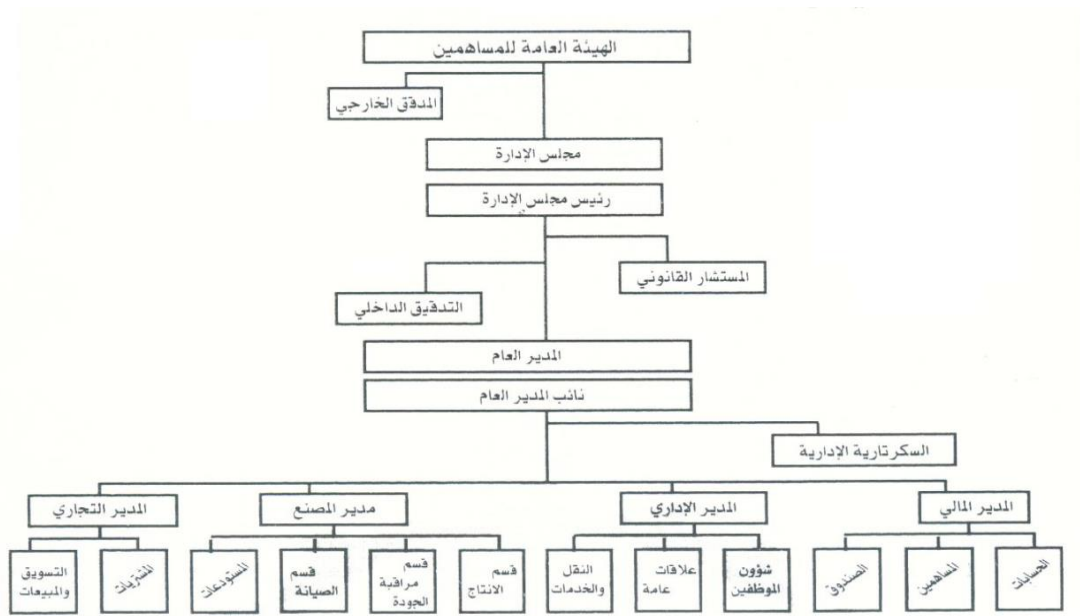 الهيئة العامة للمساهمين
المدقق الخارجي
مجلس الإدارة
رئيس مجلس الإدارة
المستشار القانوني
التدقيق الداخلي
المدير العام
نائب المدير العام
السكرتارية الإدارية
المدير المالي
المدير الإداري
مدير المصنع
المدير التجاري
الحسابات
المساهمين
الصندوق
شؤون
الموظفين
علاقات
عامة
النقل
والخدمات
قسم
الانتاج
قسم
مراقبة
الجودة
قسم
الصيانة
المستودعات
المشتريات
التسويق
والمبيعات